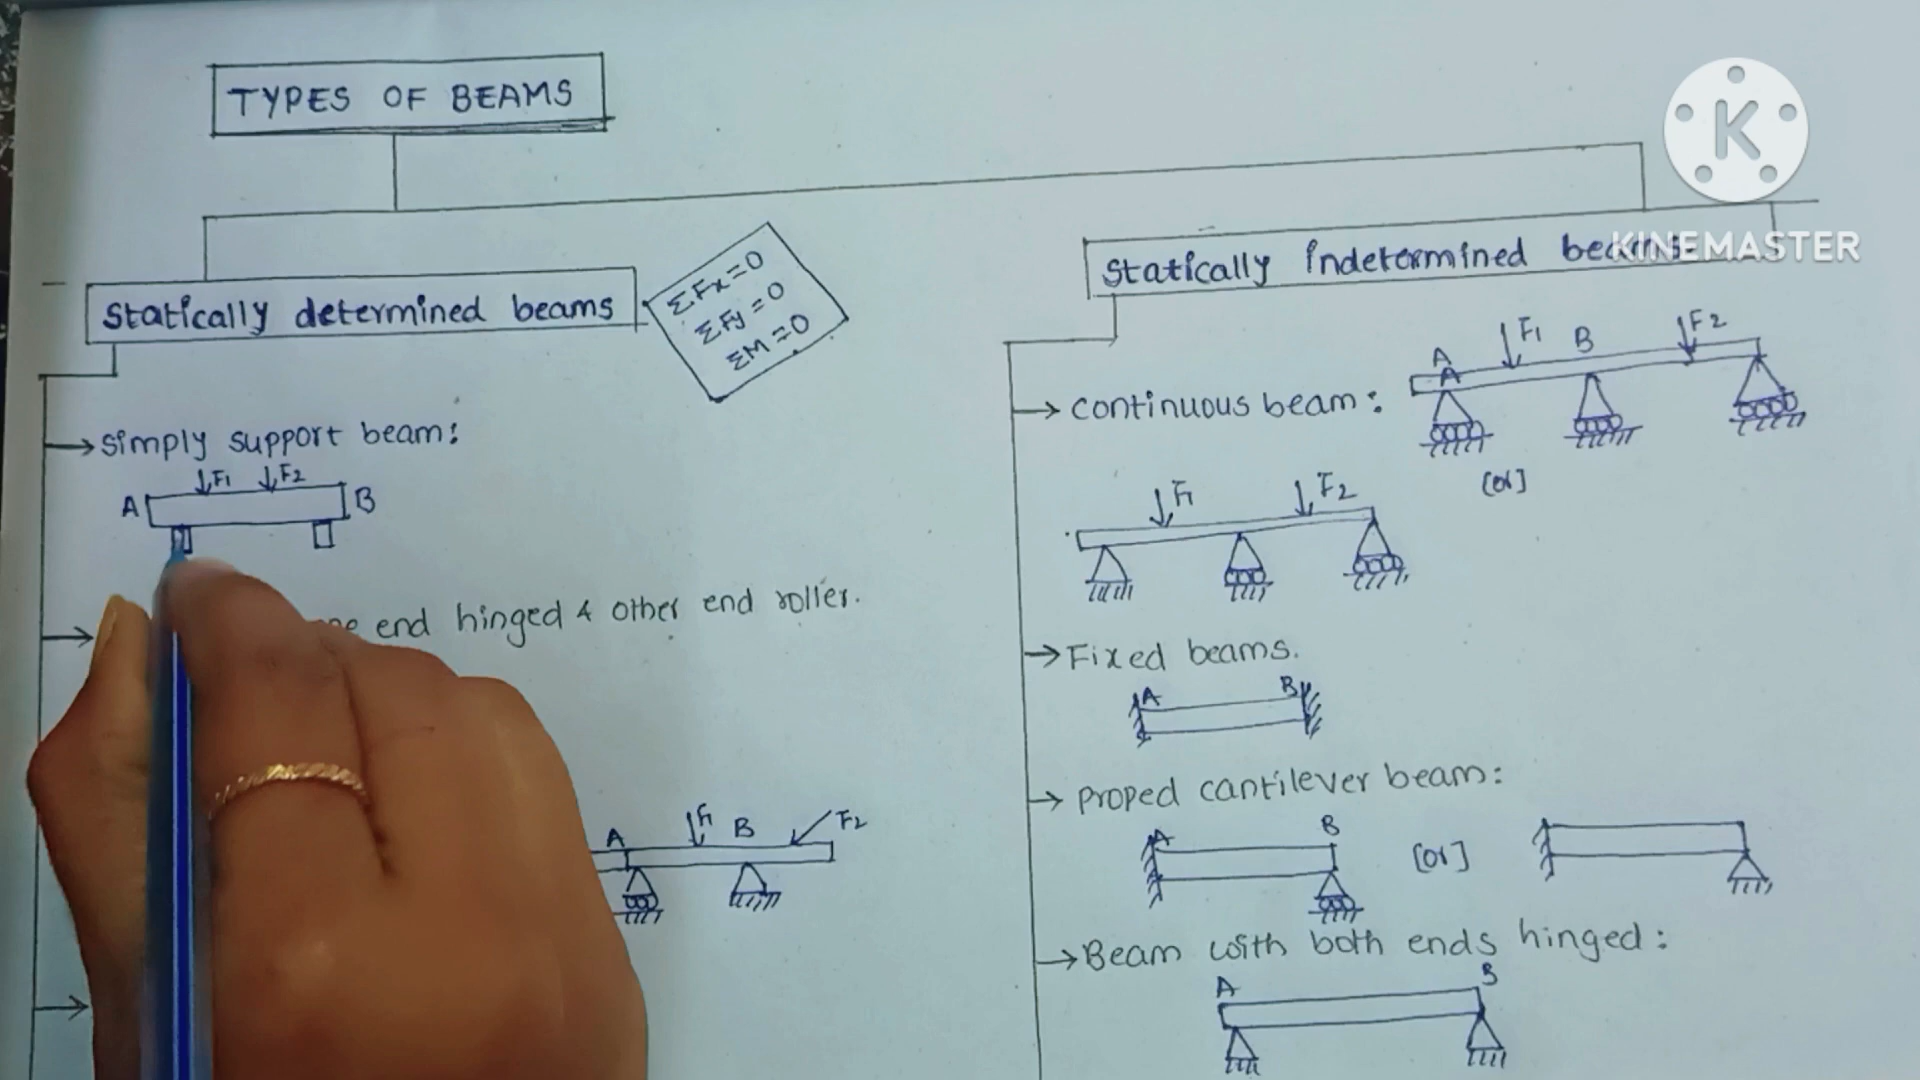 TYPES OF BEAMS
K
KINEMASTER
Statically determined beams
ΣFx=0
ΣFy=0
ΣM=0
Simply support beam:
F1 F2
A B
end hinged & other end roller.
A F1 B F2
Statically indetermined
Continuous beam:
A F1 B F2
A
[or]
F1 F2
Fixed beams.
A B
Proped cantilever beam:
A B [or]
Beam with both ends hinged:
A B